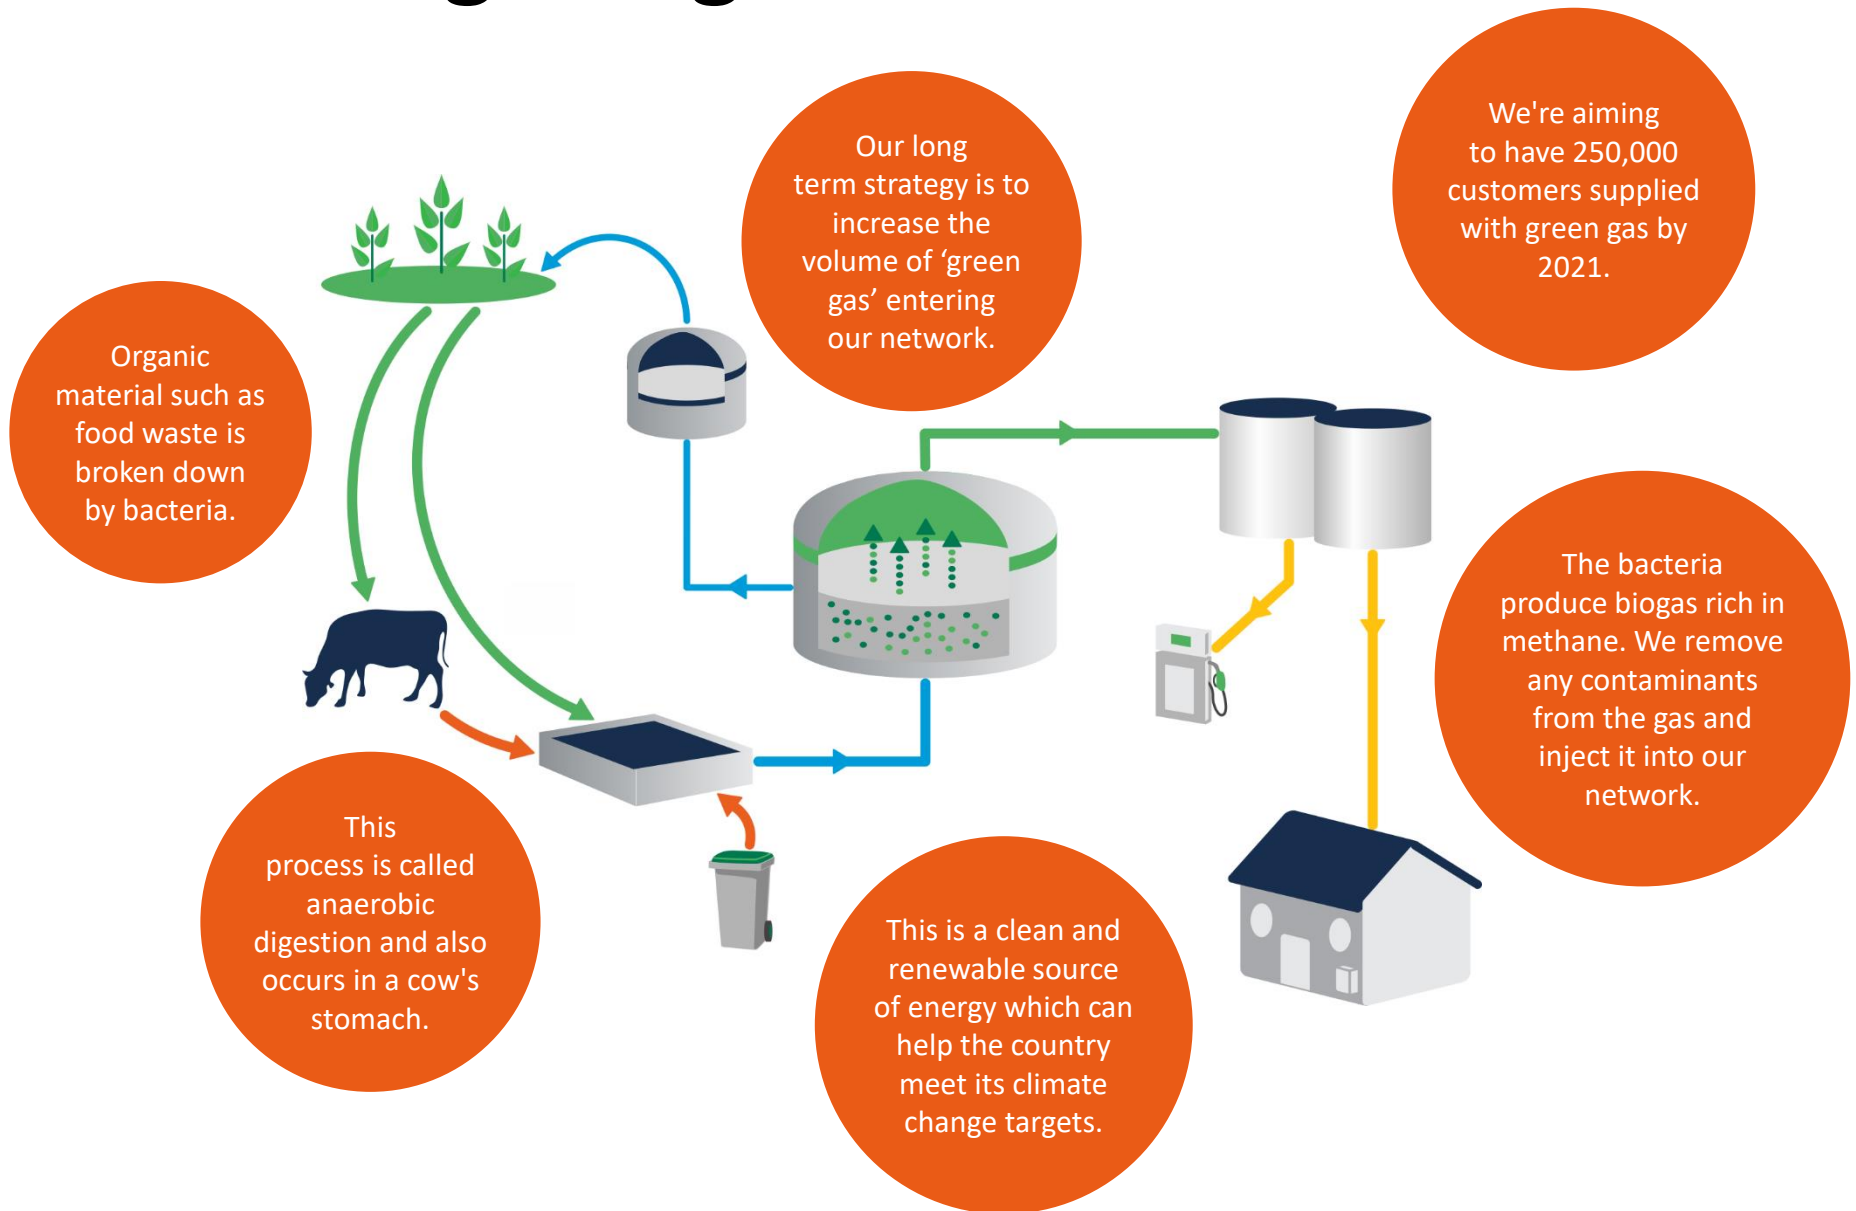 Our long
term strategy is to
increase the
volume of ‘green
gas’ entering
our network.
We're aiming
to have 250,000
customers supplied
with green gas by
2021.
Organic
material such as
food waste is
broken down
by bacteria.
The bacteria
produce biogas rich in
methane. We remove
any contaminants
from the gas and
inject it into our
network.
This
process is called
anaerobic
digestion and also
occurs in a cow's
stomach.
This is a clean and
renewable source
of energy which can
help the country
meet its climate
change targets.